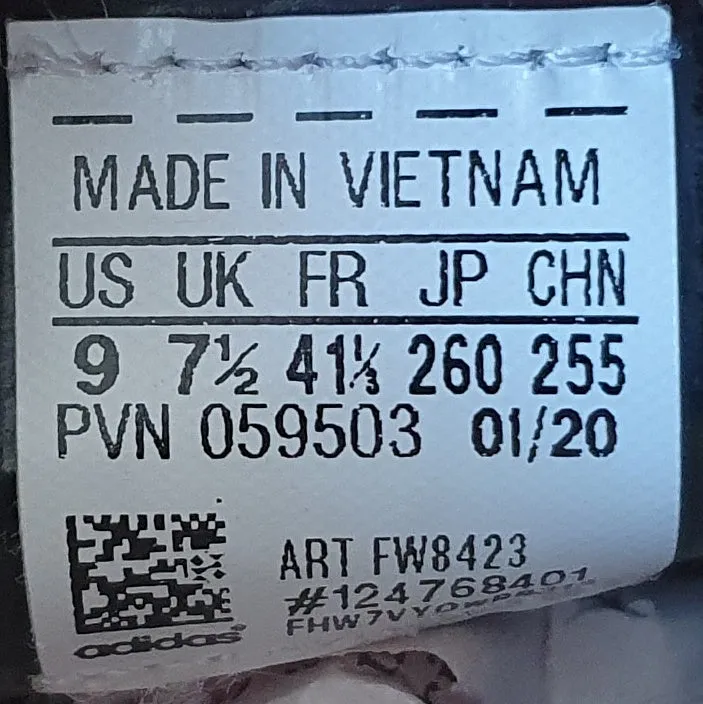 MADE IN VIETNAM
US UK FR JP CHN
9 7½ 41⅓ 260 255
PVN 059503 01/20
ART FW8423
#124768401
adidas